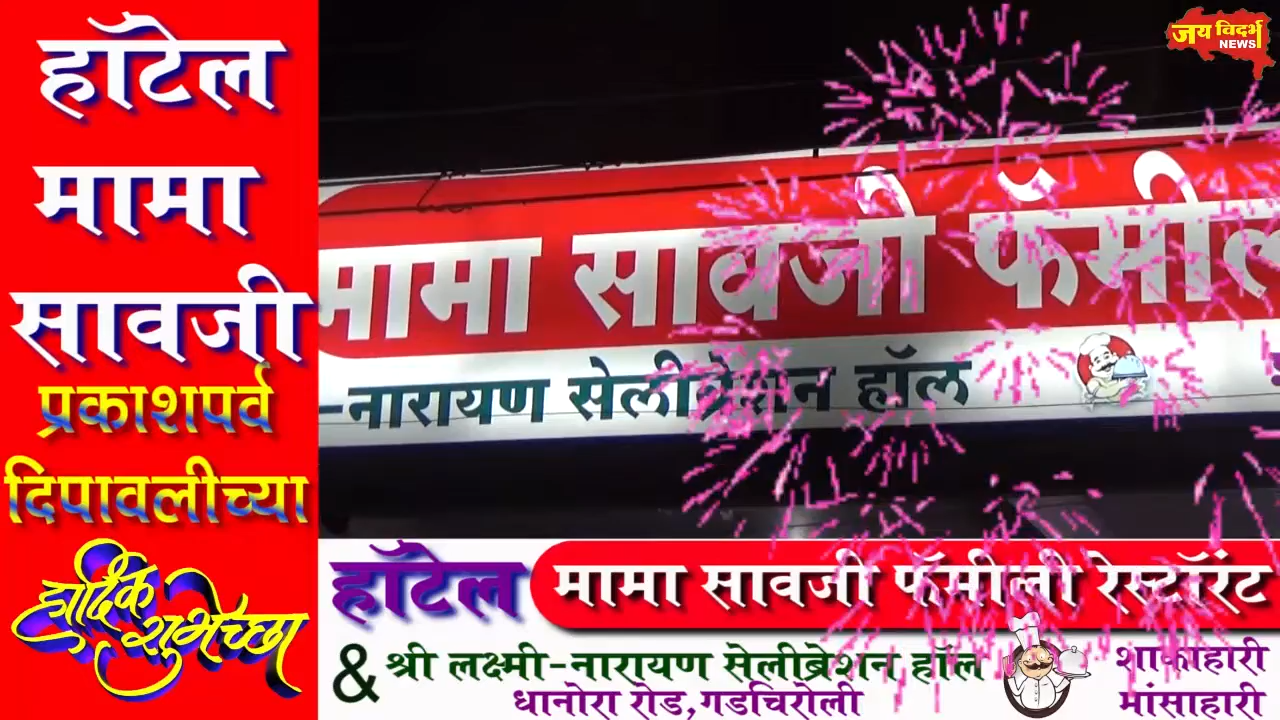 हॉटेल
मामा
सावजी
प्रकाशपर्व
दिपावलीच्या
हार्दिक
शुभेच्छा
जय विदर्भ
NEWS
मामा सावजी फॅमील
-नारायण सेलीब्रेशन हॉल
हॉटेल मामा सावजी फॅमीली रेस्टॉरंट
& श्री लक्ष्मी-नारायण सेलीब्रेशन हॉल
धानोरा रोड,गडचिरोली
शाकाहारी
मांसाहारी